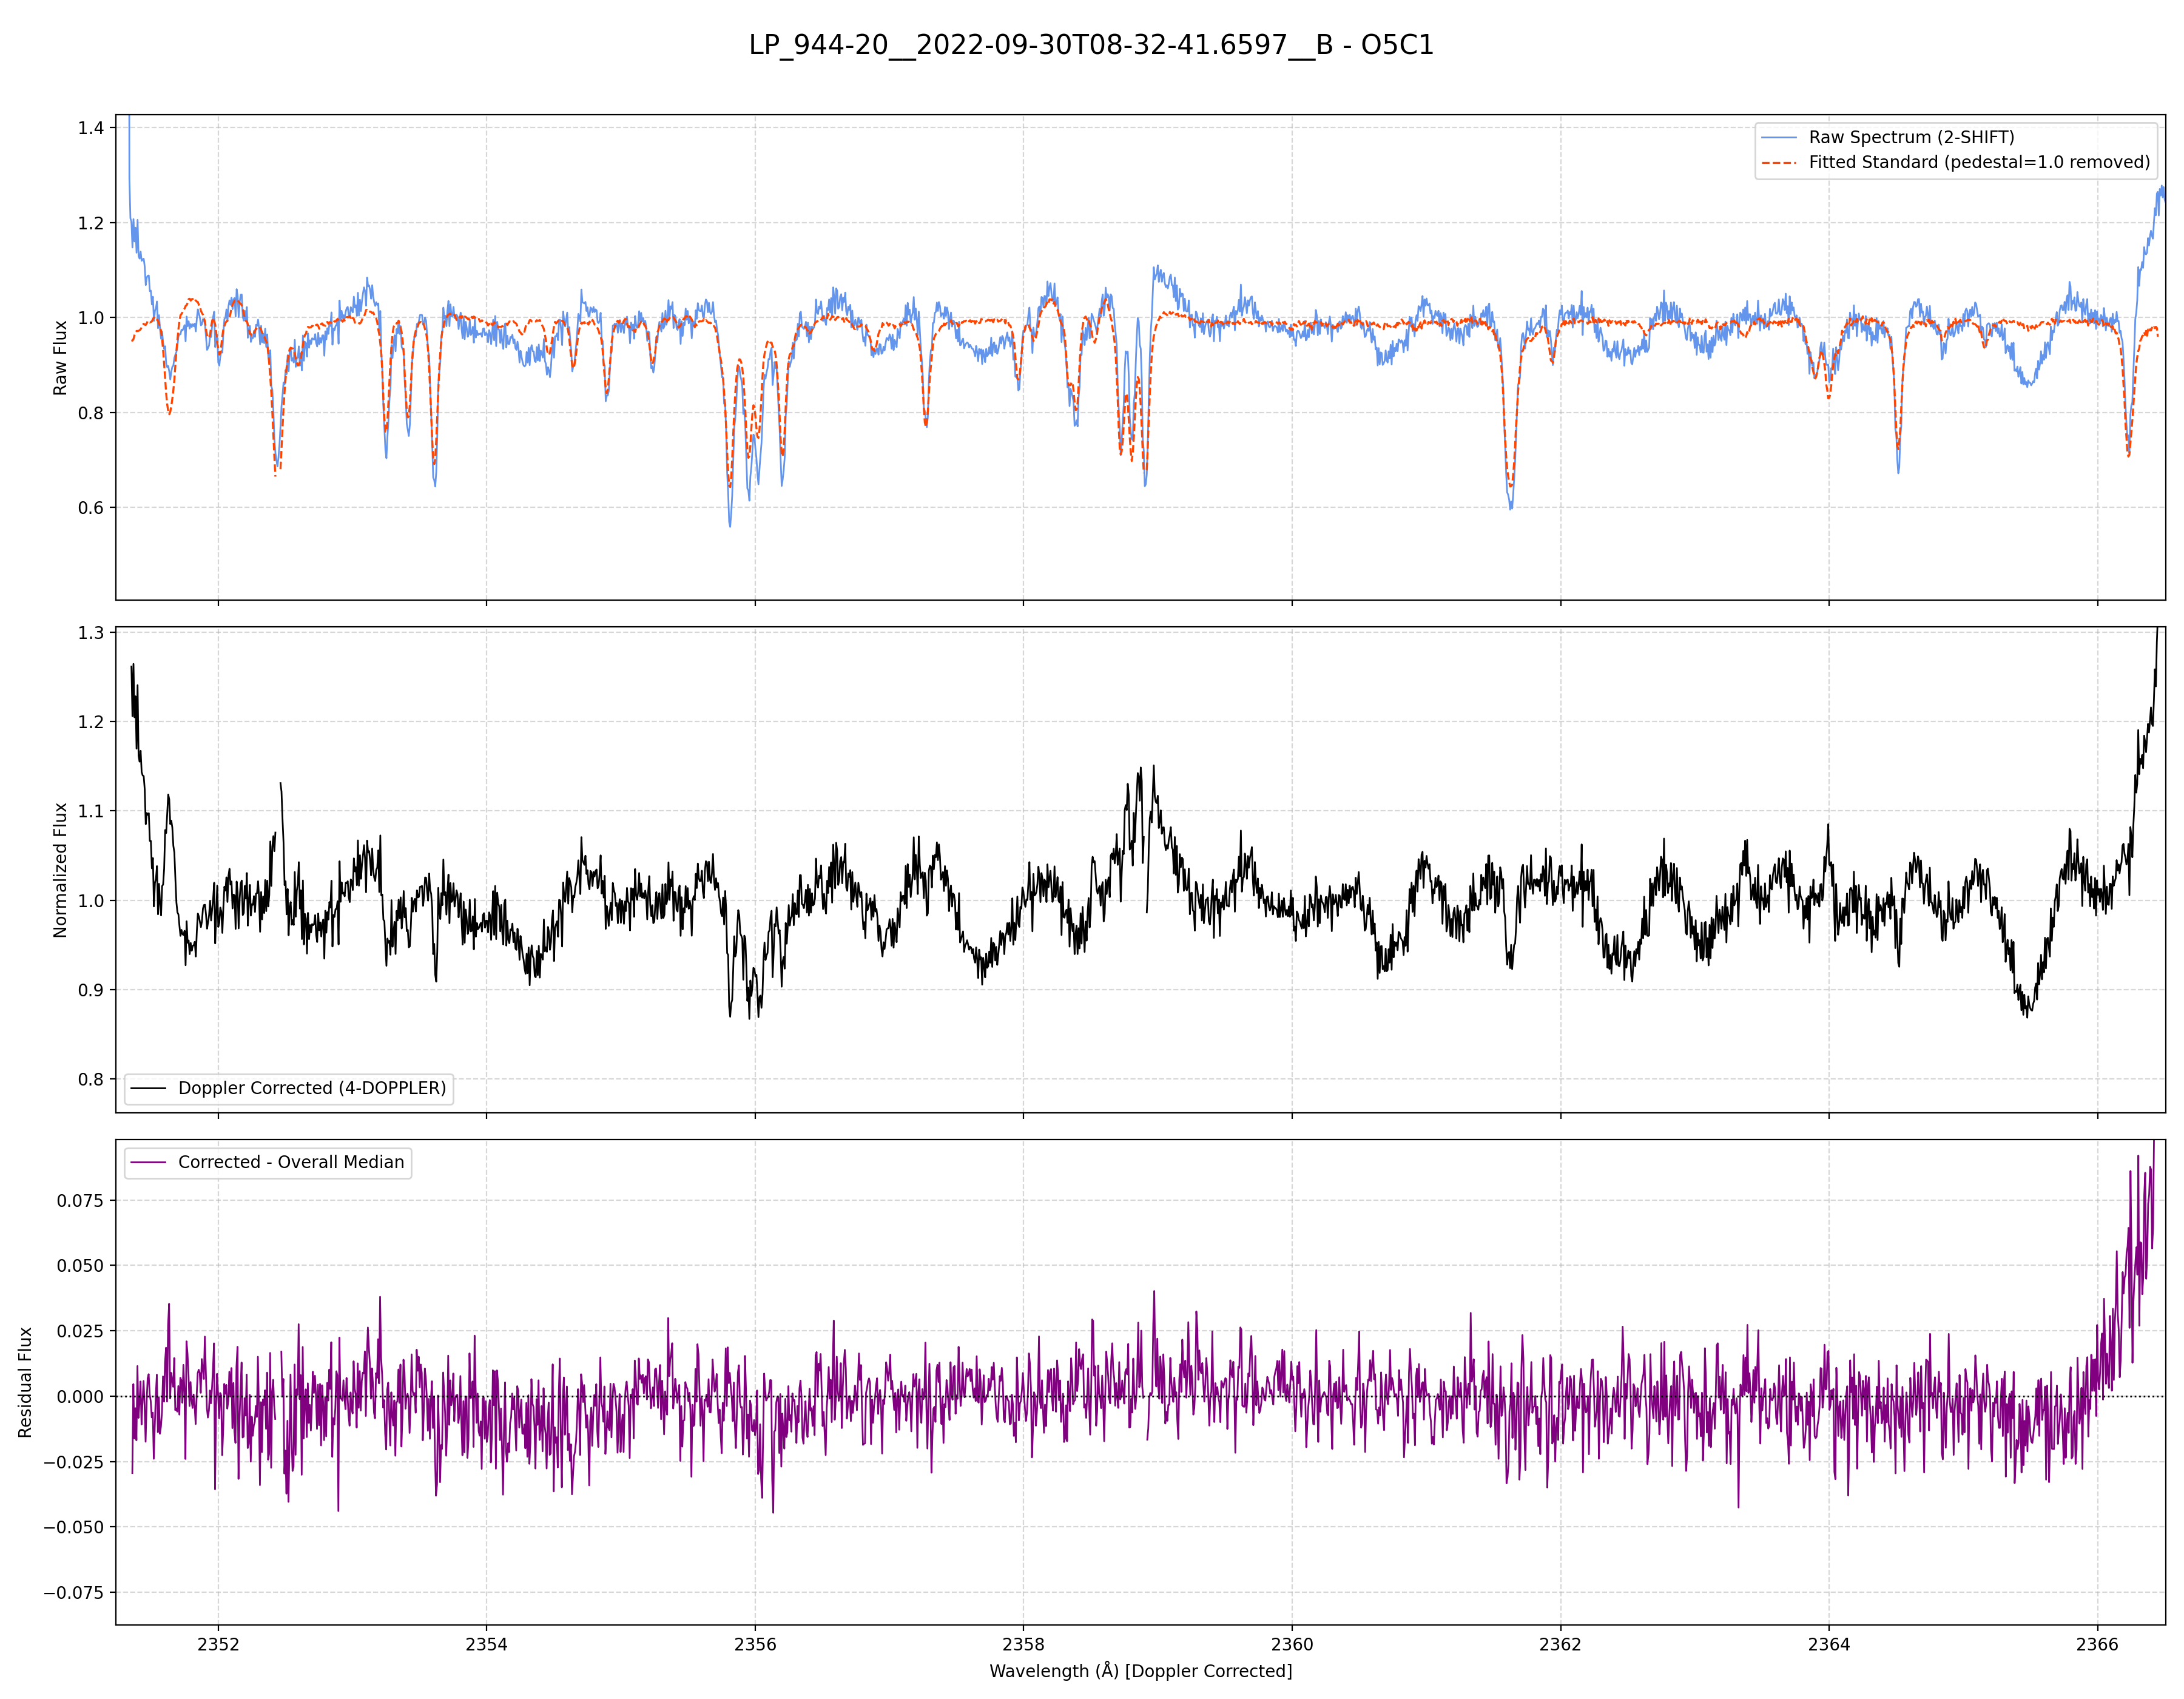 LP_944-20__2022-09-30T08-32-41.6597__B - O5C1
1.4
1.2
1.0
0.8
0.6
Raw Flux
Raw Spectrum (2-SHIFT)
Fitted Standard (pedestal=1.0 removed)
1.3
1.2
1.1
1.0
0.9
0.8
Normalized Flux
Doppler Corrected (4-DOPPLER)
Corrected - Overall Median
0.075
0.050
0.025
0.000
−0.025
−0.050
−0.075
Residual Flux
2352 2354 2356 2358 2360 2362 2364 2366
Wavelength (Å) [Doppler Corrected]